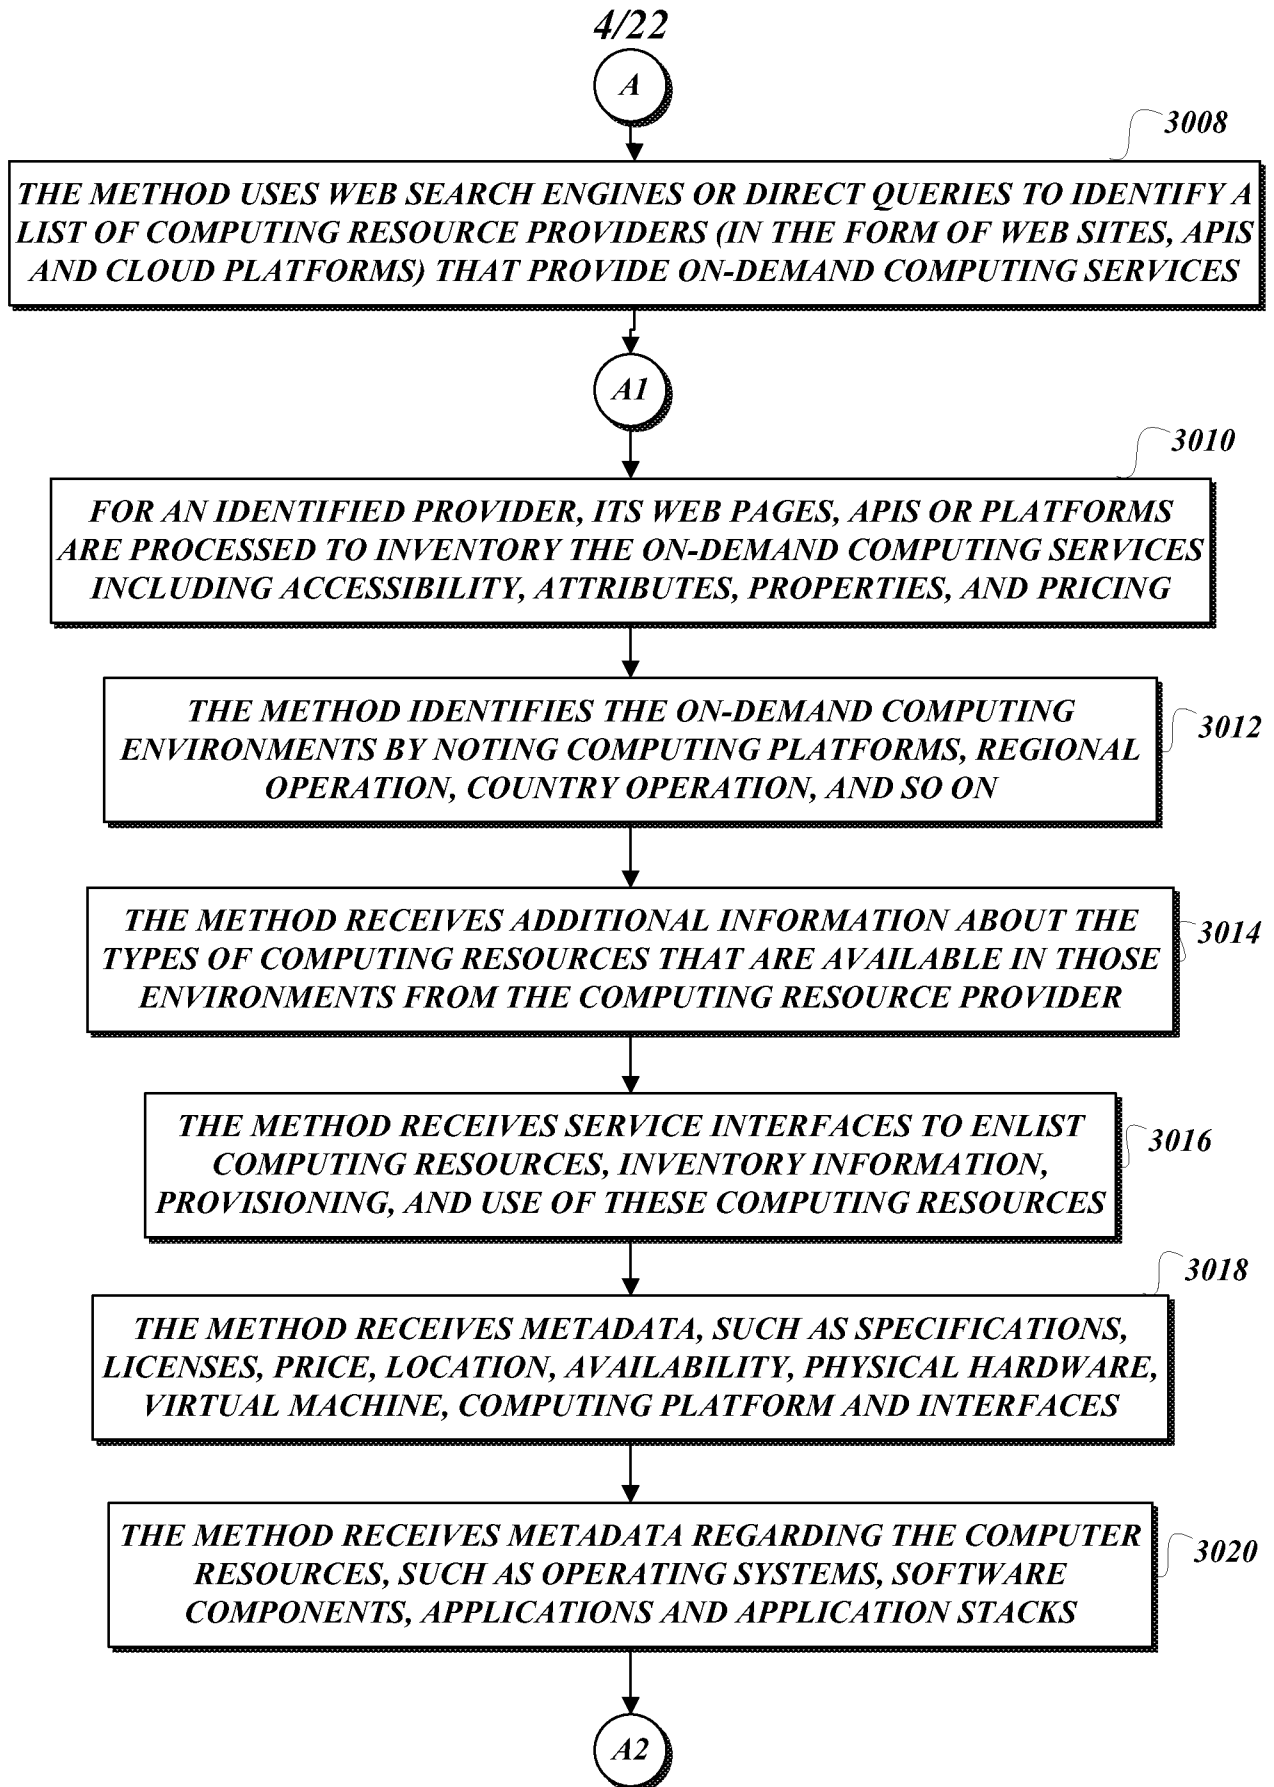 4/22
A
3008
THE METHOD USES WEB SEARCH ENGINES OR DIRECT QUERIES TO IDENTIFY A
LIST OF COMPUTING RESOURCE PROVIDERS (IN THE FORM OF WEB SITES, APIS
AND CLOUD PLATFORMS) THAT PROVIDE ON-DEMAND COMPUTING SERVICES
A1
3010
FOR AN IDENTIFIED PROVIDER, ITS WEB PAGES, APIS OR PLATFORMS
ARE PROCESSED TO INVENTORY THE ON-DEMAND COMPUTING SERVICES
INCLUDING ACCESSIBILITY, ATTRIBUTES, PROPERTIES, AND PRICING
THE METHOD IDENTIFIES THE ON-DEMAND COMPUTING
ENVIRONMENTS BY NOTING COMPUTING PLATFORMS, REGIONAL
OPERATION, COUNTRY OPERATION, AND SO ON
3012
THE METHOD RECEIVES ADDITIONAL INFORMATION ABOUT THE
TYPES OF COMPUTING RESOURCES THAT ARE AVAILABLE IN THOSE
ENVIRONMENTS FROM THE COMPUTING RESOURCE PROVIDER
3014
THE METHOD RECEIVES SERVICE INTERFACES TO ENLIST
COMPUTING RESOURCES, INVENTORY INFORMATION,
PROVISIONING, AND USE OF THESE COMPUTING RESOURCES
3016
3018
THE METHOD RECEIVES METADATA, SUCH AS SPECIFICATIONS,
LICENSES, PRICE, LOCATION, AVAILABILITY, PHYSICAL HARDWARE,
VIRTUAL MACHINE, COMPUTING PLATFORM AND INTERFACES
THE METHOD RECEIVES METADATA REGARDING THE COMPUTER
RESOURCES, SUCH AS OPERATING SYSTEMS, SOFTWARE
COMPONENTS, APPLICATIONS AND APPLICATION STACKS
3020
A2